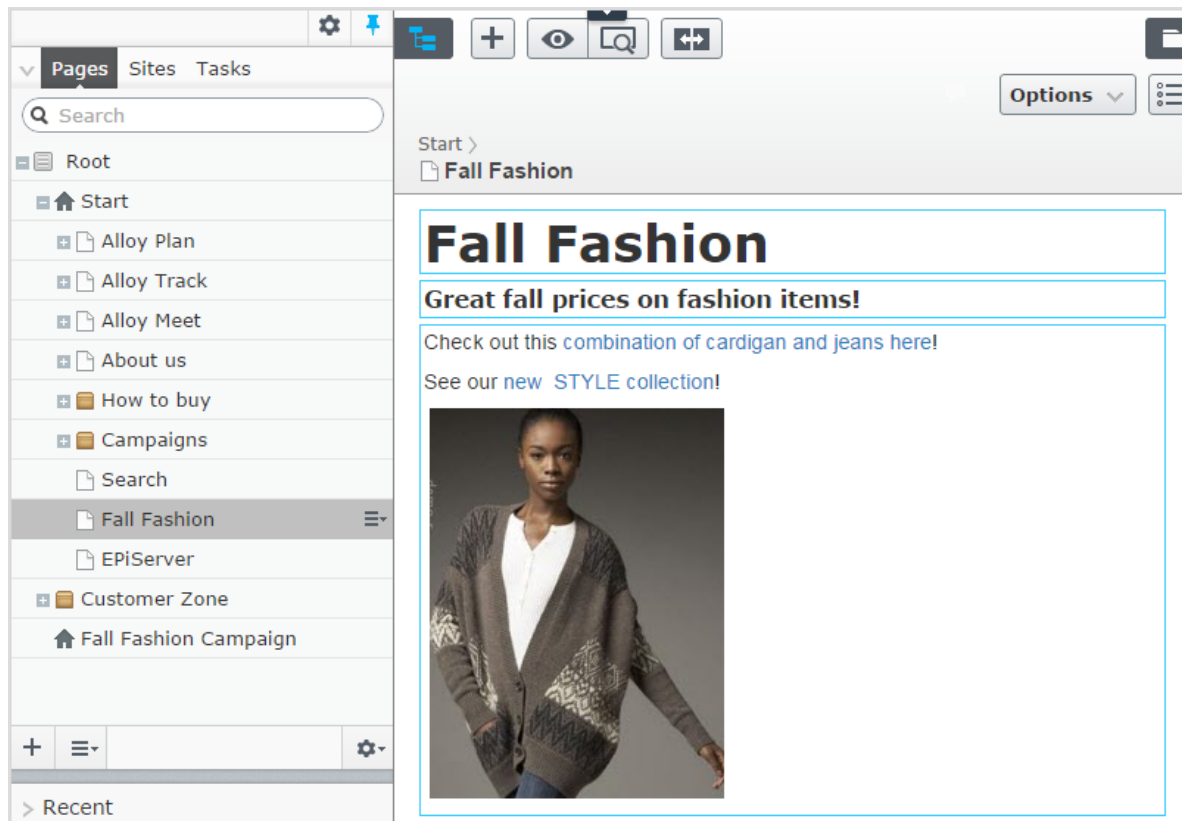 Pages Sites Tasks
Search
Root
Start
Alloy Plan
Alloy Track
Alloy Meet
About us
How to buy
Campaigns
Search
Fall Fashion
EPiServer
Customer Zone
Fall Fashion Campaign
Recent
Options
Start
Fall Fashion
Fall Fashion
Great fall prices on fashion items!
Check out this combination of cardigan and jeans here!
See our new  STYLE collection!